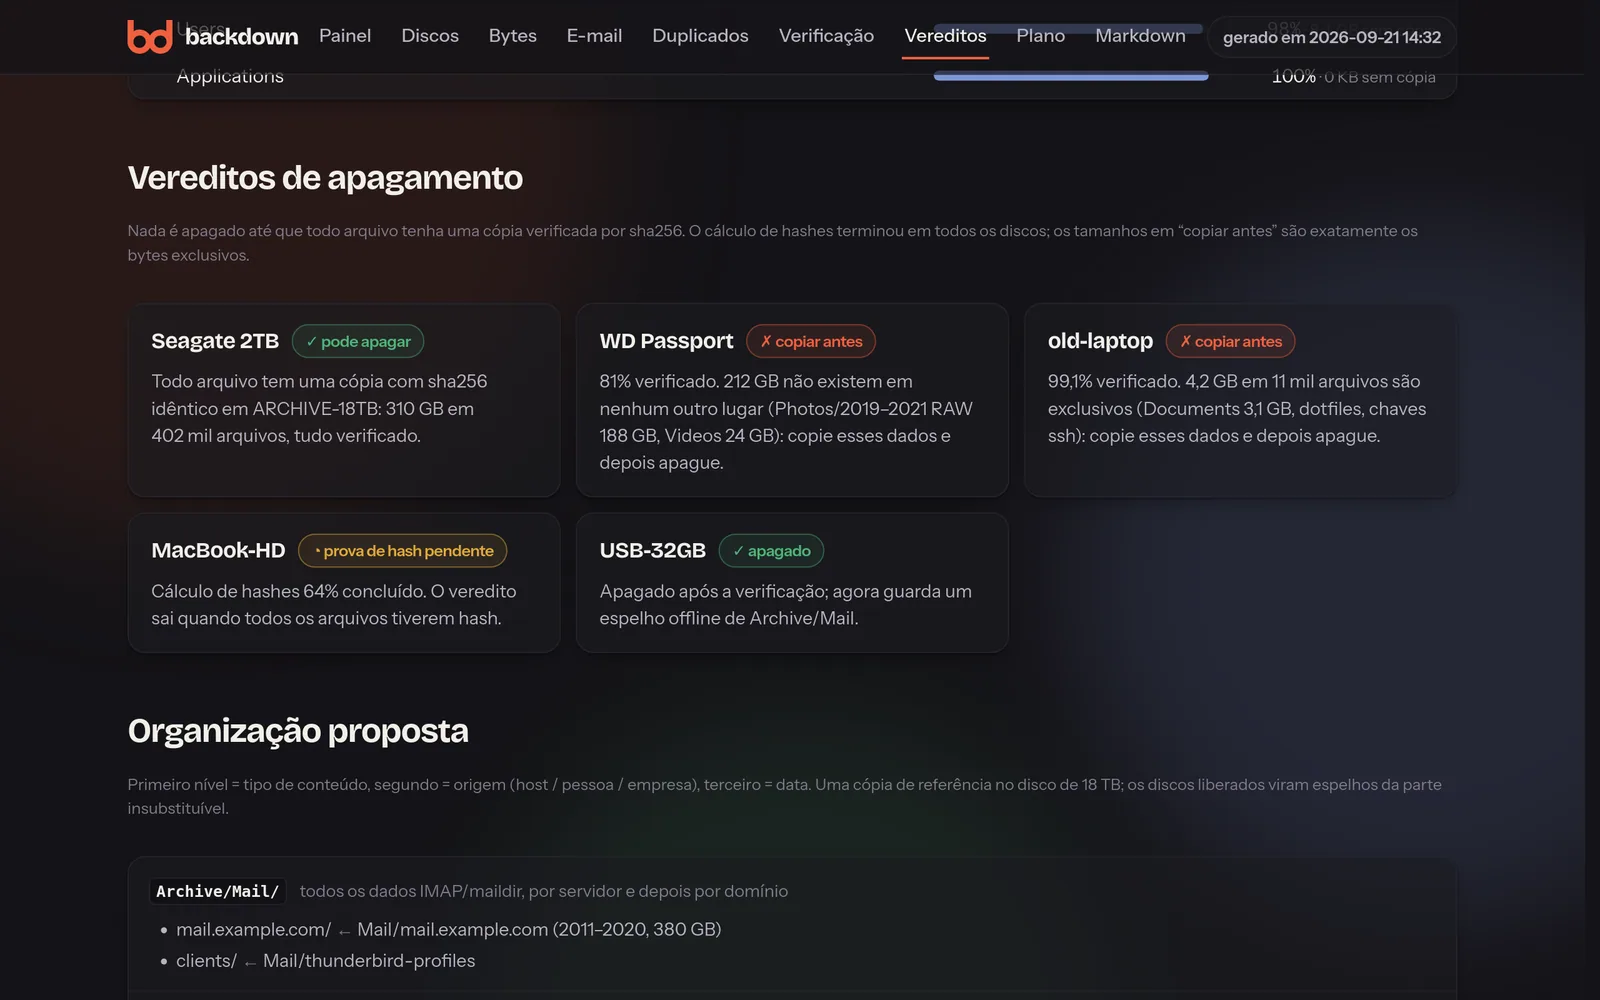 backdown Painel Discos Bytes E-mail Duplicados Verificação Vereditos Plano Markdown gerado em 2026-09-21 14:32
Users 98%
Applications 100% · 0 KB sem cópia
Vereditos de apagamento
Nada é apagado até que todo arquivo tenha uma cópia verificada por sha256. O cálculo de hashes terminou em todos os discos; os tamanhos em “copiar antes” são exatamente os
bytes exclusivos.
Seagate 2TB ✓ pode apagar
Todo arquivo tem uma cópia com sha256
idêntico em ARCHIVE-18TB: 310 GB em
402 mil arquivos, tudo verificado.
WD Passport ✗ copiar antes
81% verificado. 212 GB não existem em
nenhum outro lugar (Photos/2019–2021 RAW
188 GB, Videos 24 GB): copie esses dados e
depois apague.
old-laptop ✗ copiar antes
99,1% verificado. 4,2 GB em 11 mil arquivos são
exclusivos (Documents 3,1 GB, dotfiles, chaves
ssh): copie esses dados e depois apague.
MacBook-HD · prova de hash pendente
Cálculo de hashes 64% concluído. O veredito
sai quando todos os arquivos tiverem hash.
USB-32GB ✓ apagado
Apagado após a verificação; agora guarda um
espelho offline de Archive/Mail.
Organização proposta
Primeiro nível = tipo de conteúdo, segundo = origem (host / pessoa / empresa), terceiro = data. Uma cópia de referência no disco de 18 TB; os discos liberados viram espelhos da parte
insubstituível.
Archive/Mail/ todos os dados IMAP/maildir, por servidor e depois por domínio
• mail.example.com/ ← Mail/mail.example.com (2011–2020, 380 GB)
• clients/ ← Mail/thunderbird-profiles